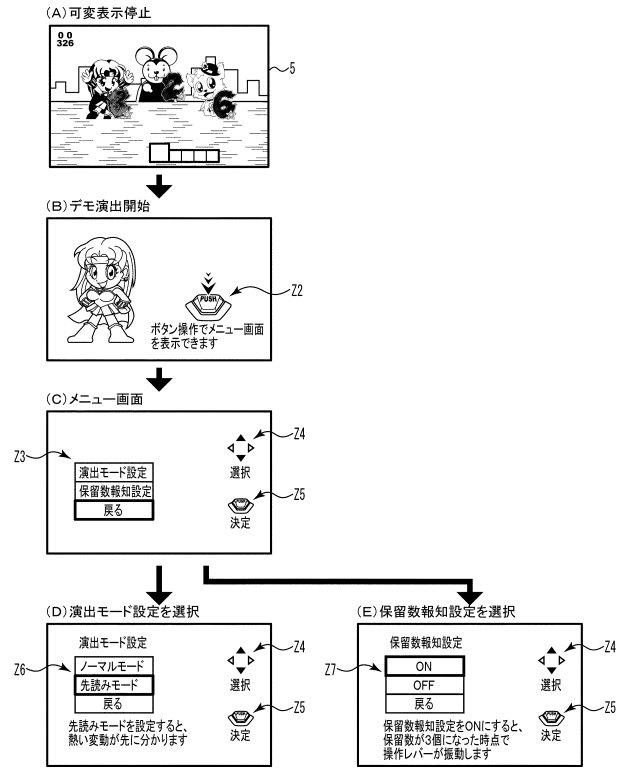 (A)可変表示停止
00
326
5
(B)デモ演出開始
PUSH
Z2
ボタン操作でメニュー画面
を表示できます
(C)メニュー画面
Z3
Z4
選択
演出モード設定
保留数報知設定
戻る
Z5
決定
(D)演出モード設定を選択
演出モード設定
Z4
Z6
ノーマルモード
先読みモード
戻る
選択
Z5
決定
先読みモードを設定すると、
熱い変動が先に分かります
(E)保留数報知設定を選択
保留数報知設定
Z4
Z7
ON
OFF
戻る
選択
Z5
決定
保留数報知設定をONにすると、
保留数が3個になった時点で
操作レバーが振動します